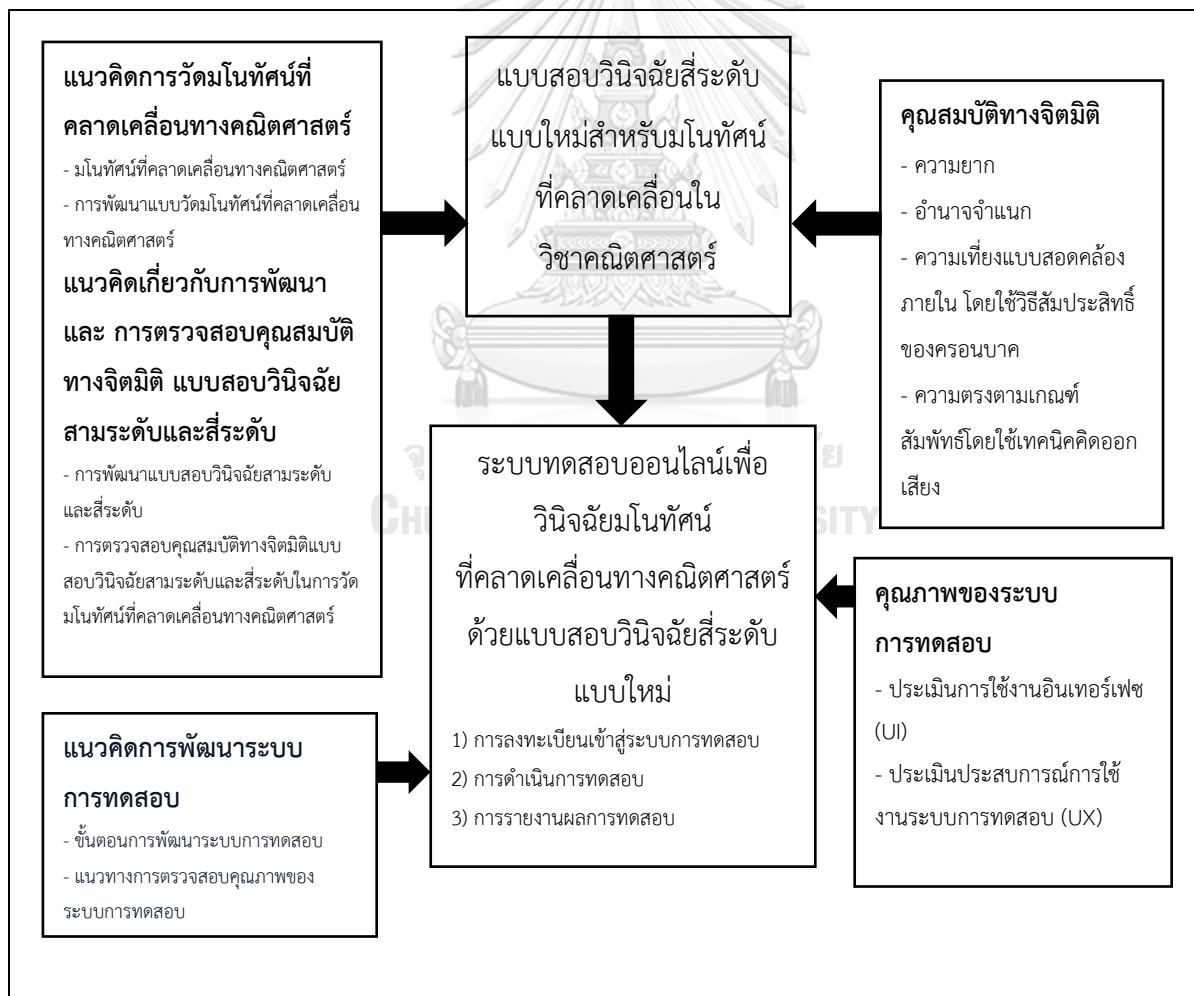 แนวคิดการวัดมโนทัศน์ที่
คลาดเคลื่อนทางคณิตศาสตร์
- มโนทัศน์ที่คลาดเคลื่อนทางคณิตศาสตร์
- การพัฒนาแบบวัดมโนทัศน์ที่คลาดเคลื่อน
ทางคณิตศาสตร์
แนวคิดเกี่ยวกับการพัฒนา
และ การตรวจสอบคุณสมบัติ
ทางจิตมิติ แบบสอบวินิจฉัย
สามระดับและสี่ระดับ
- การพัฒนาแบบสอบวินิจฉัยสามระดับ
และสี่ระดับ
- การตรวจสอบคุณสมบัติทางจิตมิติแบบ
สอบวินิจฉัยสามระดับและสี่ระดับในการวัด
มโนทัศน์ที่คลาดเคลื่อนทางคณิตศาสตร์
แบบสอบวินิจฉัยสี่ระดับ
แบบใหม่สำหรับมโนทัศน์
ที่คลาดเคลื่อนใน
วิชาคณิตศาสตร์
คุณสมบัติทางจิตมิติ
- ความยาก
- อำนาจจำแนก
- ความเที่ยงแบบสอดคล้อง
ภายใน โดยใช้วิธีสัมประสิทธิ์
ของครอนบาค
- ความตรงตามเกณฑ์
สัมพัทธ์โดยใช้เทคนิคคิดออก
เสียง
ระบบทดสอบออนไลน์เพื่อ
วินิจฉัยมโนทัศน์
ที่คลาดเคลื่อนทางคณิตศาสตร์
ด้วยแบบสอบวินิจฉัยสี่ระดับ
แบบใหม่
1) การลงทะเบียนเข้าสู่ระบบการทดสอบ
2) การดำเนินการทดสอบ
3) การรายงานผลการทดสอบ
แนวคิดการพัฒนาระบบ
การทดสอบ
- ขั้นตอนการพัฒนาระบบการทดสอบ
- แนวทางการตรวจสอบคุณภาพของ
ระบบการทดสอบ
คุณภาพของระบบ
การทดสอบ
- ประเมินการใช้งานอินเทอร์เฟซ
(UI)
- ประเมินประสบการณ์การใช้
งานระบบการทดสอบ (UX)